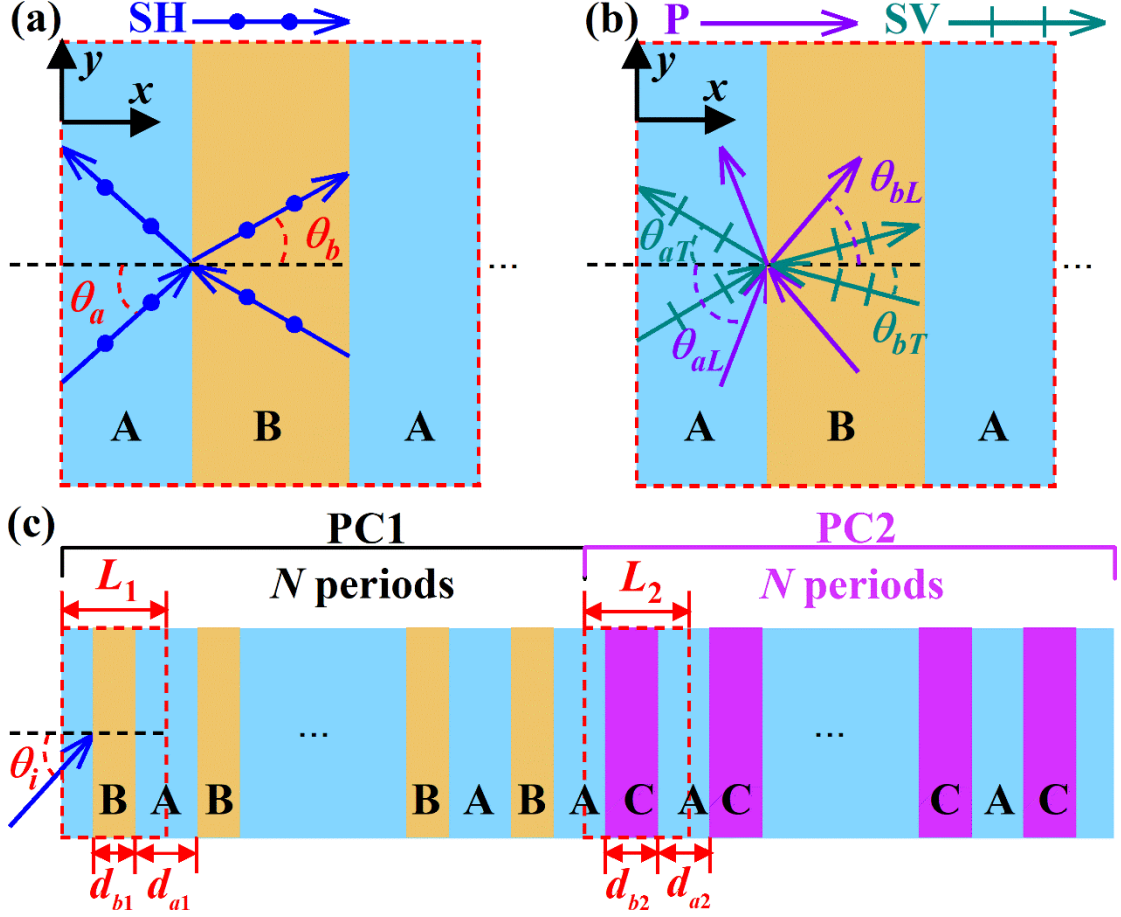 (a) SH
y
x
θb
θa
...
A B A
(b) P SV
y
x
θbL
θaT
...
θbT
θaL
A B A
(c) PC1 PC2
L1 N periods L2 N periods
... ...
θi
B A B B A B A C A C C A C
db1 da1 db2 da2